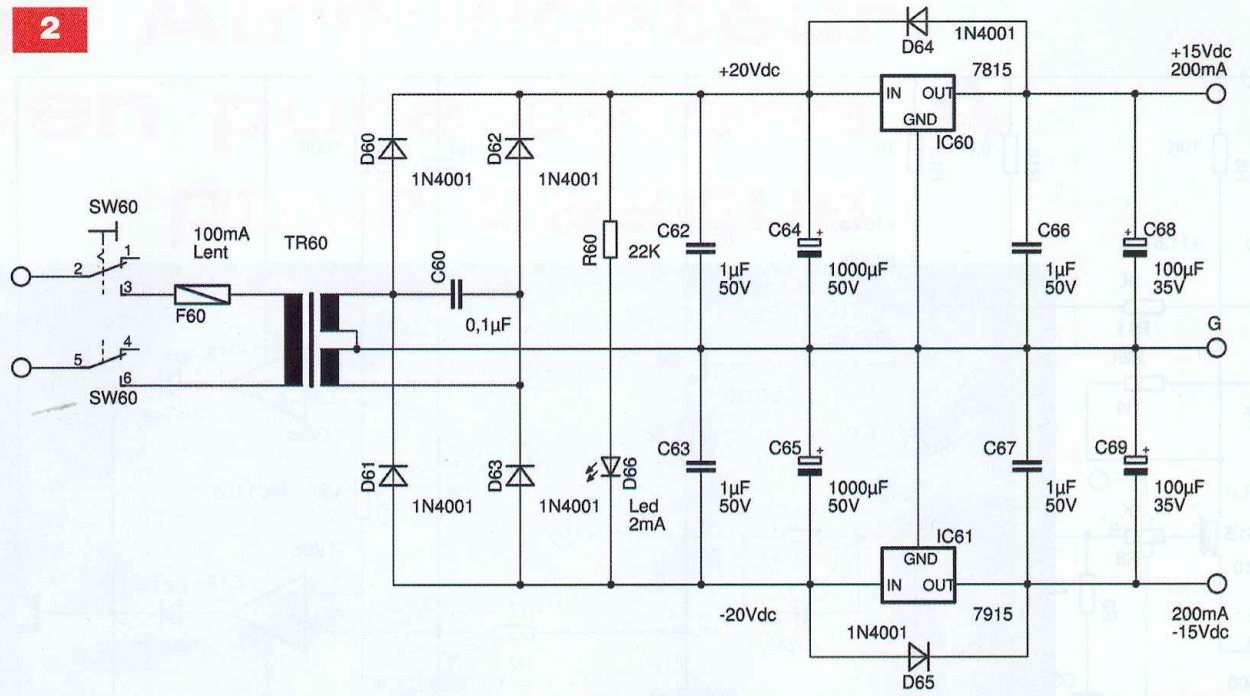 2
1N4001
D64
+15Vdc
200mA
+20Vdc
7815
IN OUT
GND
IC60
D60
D62
1N4001
1N4001
SW60
1
2
3
100mA
Lent
F60
TR60
C60
0,1µF
R60
22K
C62
1µF
50V
C64
+
1000µF
50V
C66
1µF
50V
C68
+
100µF
35V
G
4
5
6
SW60
D61
1N4001
D63
1N4001
D66
Led
2mA
C63
1µF
50V
C65
+
1000µF
50V
C67
1µF
50V
C69
+
100µF
35V
IC61
GND
IN OUT
-20Vdc
7915
1N4001
D65
200mA
-15Vdc